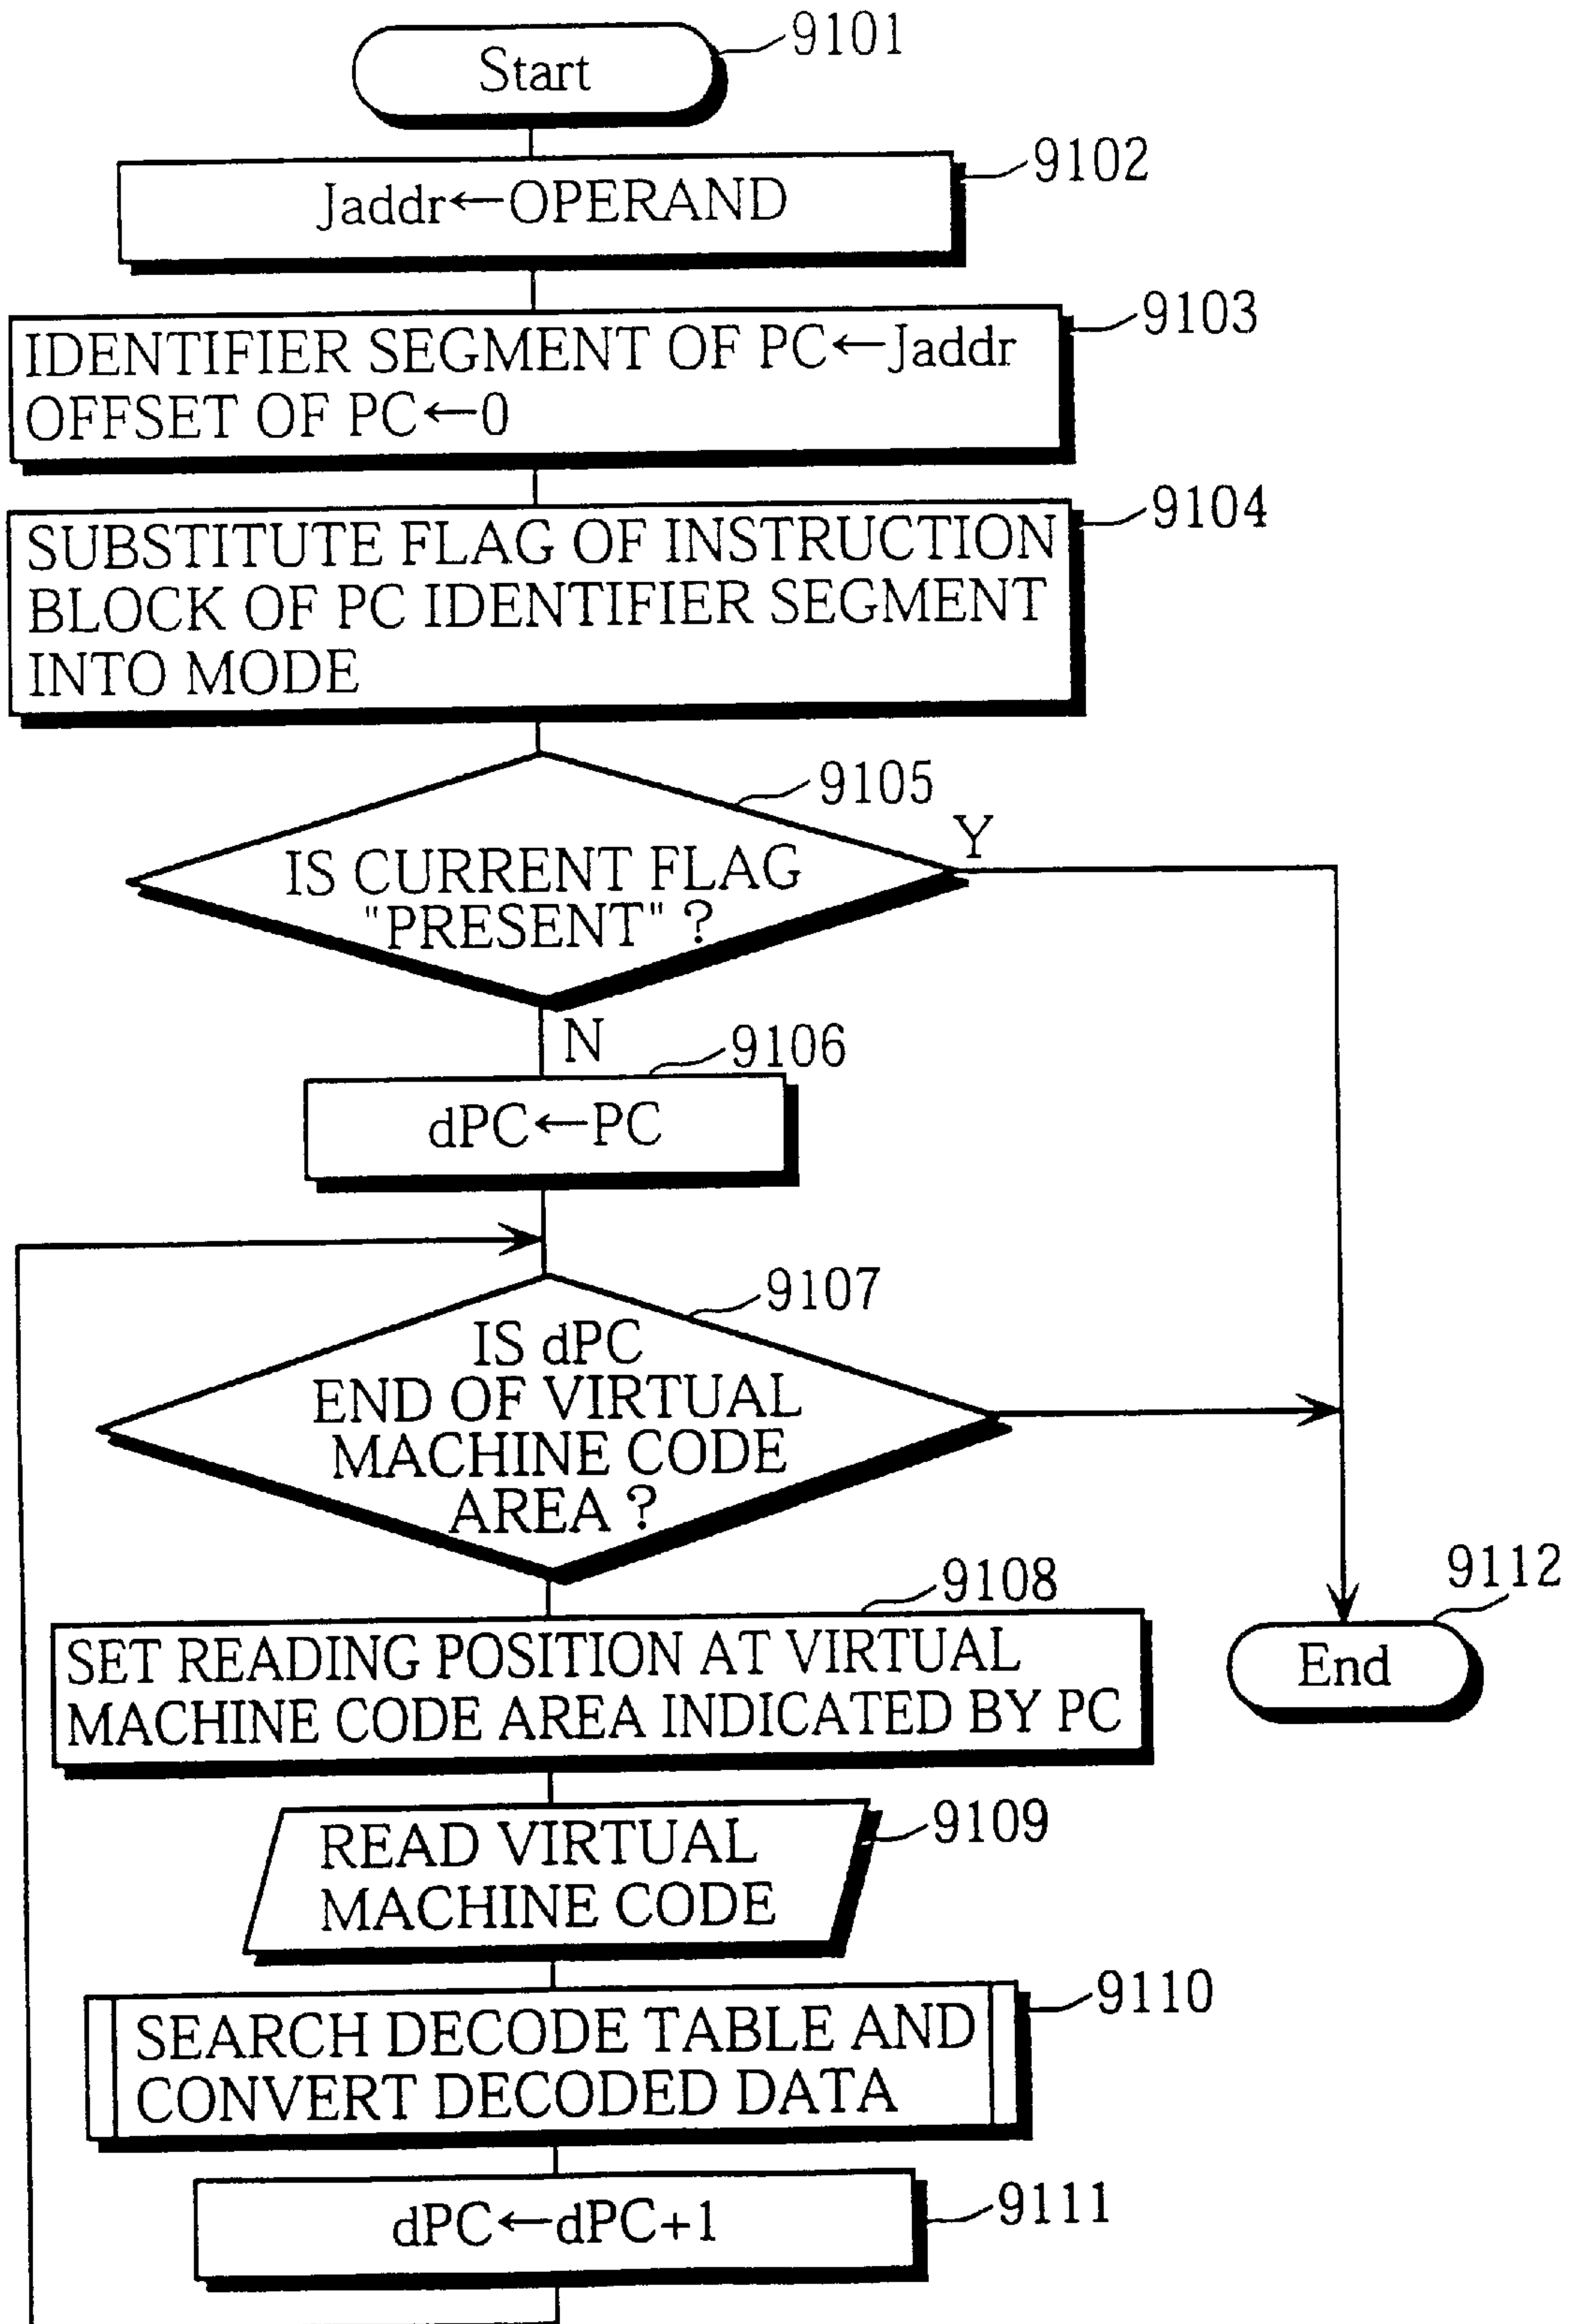 Start
9101
Jaddr←OPERAND
9102
IDENTIFIER SEGMENT OF PC←Jaddr
OFFSET OF PC←0
9103
SUBSTITUTE FLAG OF INSTRUCTION
BLOCK OF PC IDENTIFIER SEGMENT
INTO MODE
9104
9105
IS CURRENT FLAG
"PRESENT" ?
Y
N
9106
dPC←PC
9107
IS dPC
END OF VIRTUAL
MACHINE CODE
AREA ?
9108
SET READING POSITION AT VIRTUAL
MACHINE CODE AREA INDICATED BY PC
9112
End
READ VIRTUAL
MACHINE CODE
9109
SEARCH DECODE TABLE AND
CONVERT DECODED DATA
9110
dPC←dPC+1
9111